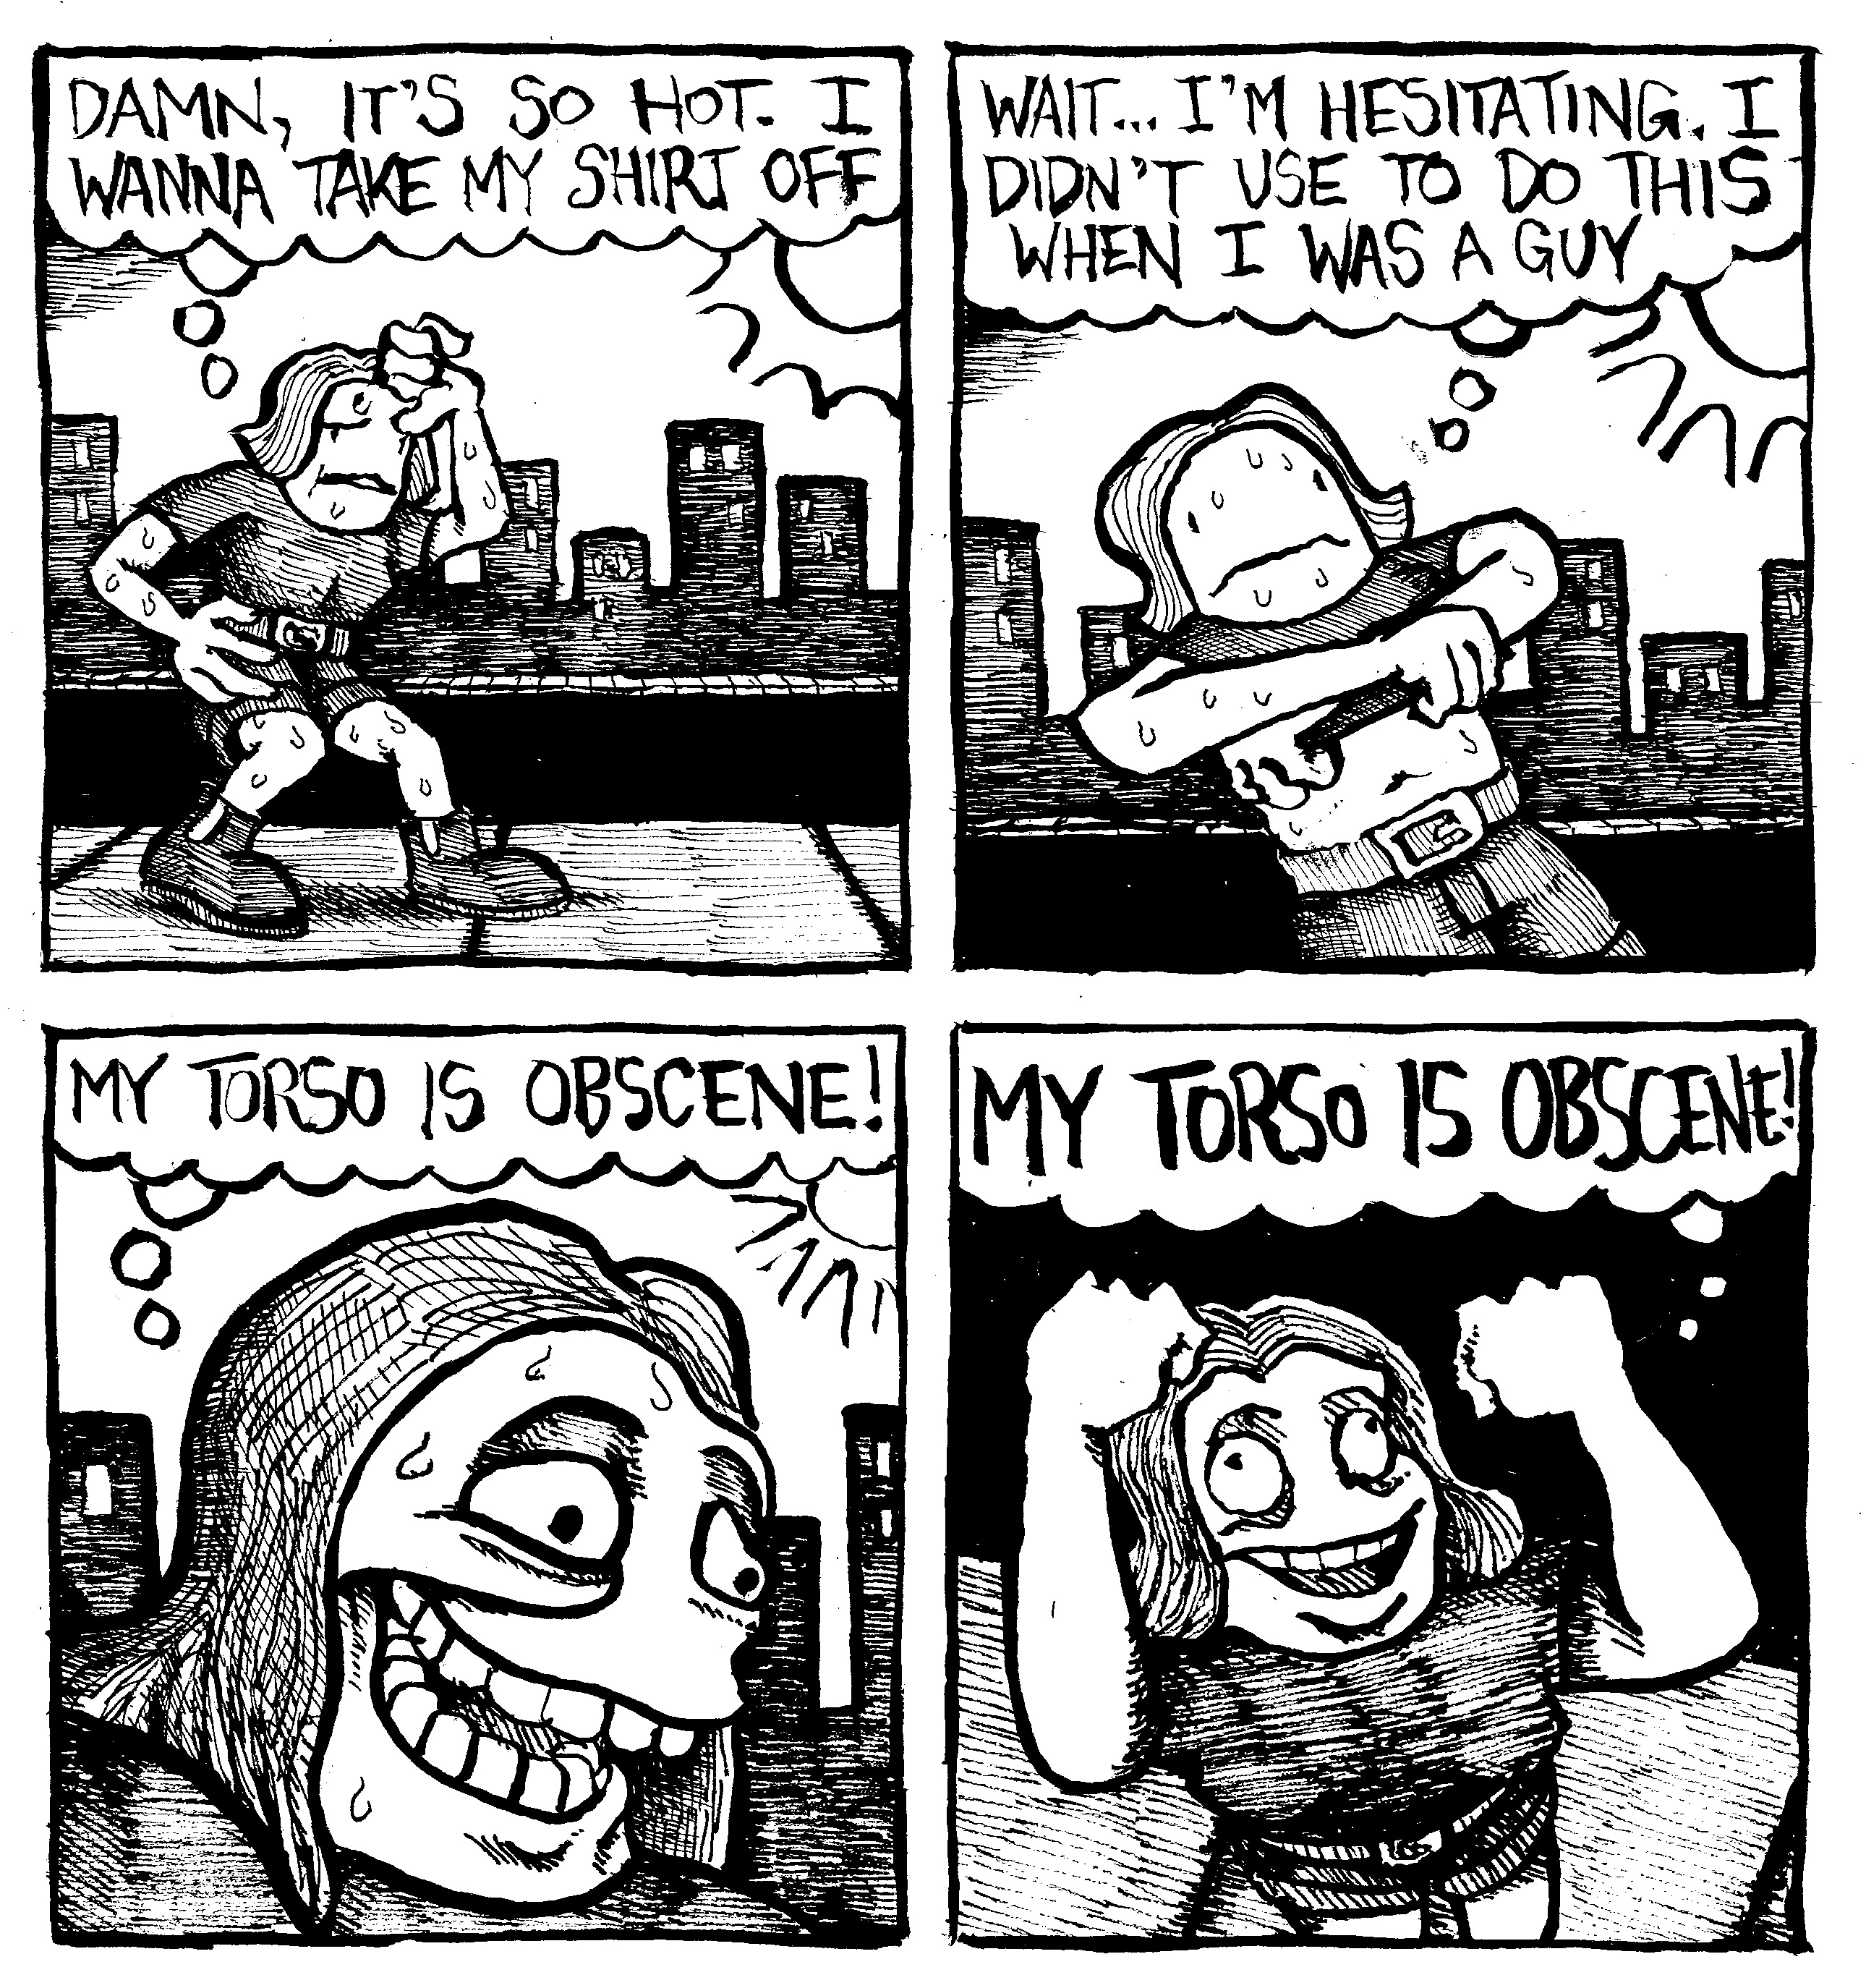 DAMN, IT'S SO HOT. I
WANNA TAKE MY SHIRT OFF
WAIT... I'M HESITATING. I
DIDN'T USE TO DO THIS
WHEN I WAS A GUY
MY TORSO IS OBSCENE!
MY TORSO IS OBSCENE!